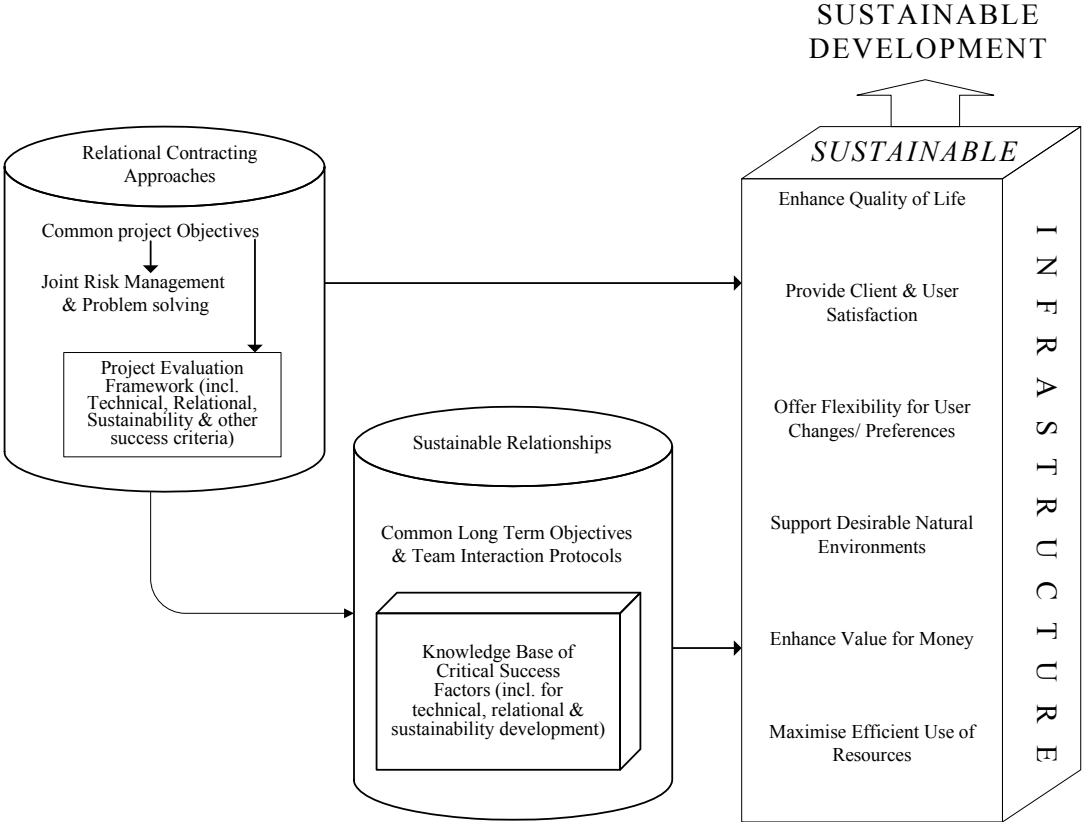 SUSTAINABLE
DEVELOPMENT
Relational Contracting
Approaches
Common project Objectives
Joint Risk Management
& Problem solving
Project Evaluation
Framework (incl.
Technical, Relational,
Sustainability & other
success criteria)
Sustainable Relationships
Common Long Term Objectives
& Team Interaction Protocols
Knowledge Base of
Critical Success
Factors (incl. for
technical, relational &
sustainability development)
SUSTAINABLE
Enhance Quality of Life
Provide Client & User
Satisfaction
Offer Flexibility for User
Changes/ Preferences
Support Desirable Natural
Environments
Enhance Value for Money
Maximise Efficient Use of
Resources
INFRASTRUCTURE